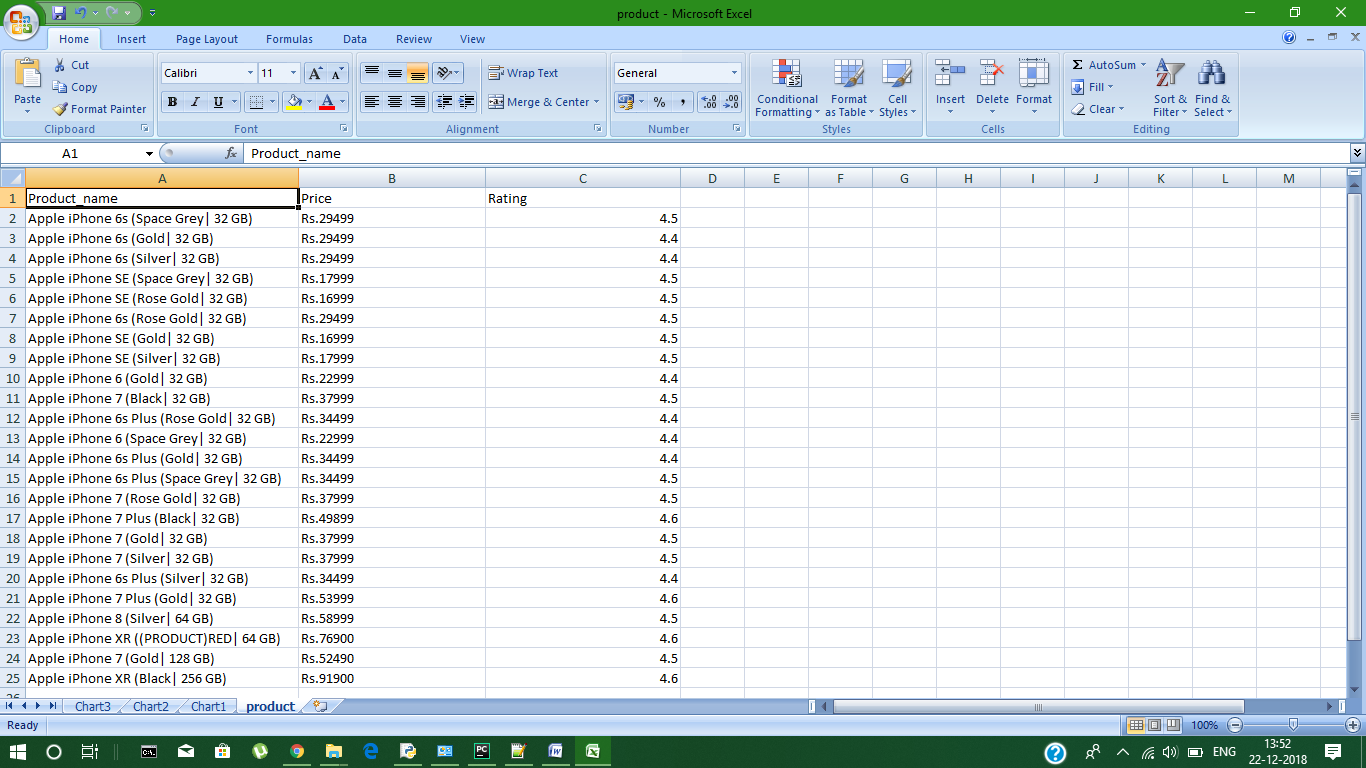 product - Microsoft Excel
Home Insert Page Layout Formulas Data Review View
Paste Cut Copy Format Painter Clipboard
Calibri 11 B I U Font
Wrap Text Merge & Center Alignment
General % , Number
Conditional Formatting Format as Table Cell Styles Styles
Insert Delete Format Cells
Σ AutoSum Fill Clear Sort & Filter Find & Select Editing
A1 fx Product_name
A B C D E F G H I J K L M
1 Product_name Price Rating
2 Apple iPhone 6s (Space Grey| 32 GB) Rs.29499 4.5
3 Apple iPhone 6s (Gold| 32 GB) Rs.29499 4.4
4 Apple iPhone 6s (Silver| 32 GB) Rs.29499 4.4
5 Apple iPhone SE (Space Grey| 32 GB) Rs.17999 4.5
6 Apple iPhone SE (Rose Gold| 32 GB) Rs.16999 4.5
7 Apple iPhone 6s (Rose Gold| 32 GB) Rs.29499 4.5
8 Apple iPhone SE (Gold| 32 GB) Rs.16999 4.5
9 Apple iPhone SE (Silver| 32 GB) Rs.17999 4.5
10 Apple iPhone 6 (Gold| 32 GB) Rs.22999 4.4
11 Apple iPhone 7 (Black| 32 GB) Rs.37999 4.5
12 Apple iPhone 6s Plus (Rose Gold| 32 GB) Rs.34499 4.4
13 Apple iPhone 6 (Space Grey| 32 GB) Rs.22999 4.4
14 Apple iPhone 6s Plus (Gold| 32 GB) Rs.34499 4.4
15 Apple iPhone 6s Plus (Space Grey| 32 GB) Rs.34499 4.5
16 Apple iPhone 7 (Rose Gold| 32 GB) Rs.37999 4.5
17 Apple iPhone 7 Plus (Black| 32 GB) Rs.49899 4.6
18 Apple iPhone 7 (Gold| 32 GB) Rs.37999 4.5
19 Apple iPhone 7 (Silver| 32 GB) Rs.37999 4.5
20 Apple iPhone 6s Plus (Silver| 32 GB) Rs.34499 4.4
21 Apple iPhone 7 Plus (Gold| 32 GB) Rs.53999 4.6
22 Apple iPhone 8 (Silver| 64 GB) Rs.58999 4.5
23 Apple iPhone XR ((PRODUCT)RED| 64 GB) Rs.76900 4.6
24 Apple iPhone 7 (Gold| 128 GB) Rs.52490 4.5
25 Apple iPhone XR (Black| 256 GB) Rs.91900 4.6
26
Chart3 Chart2 Chart1 product
Ready 100%
ENG 13:52
22-12-2018